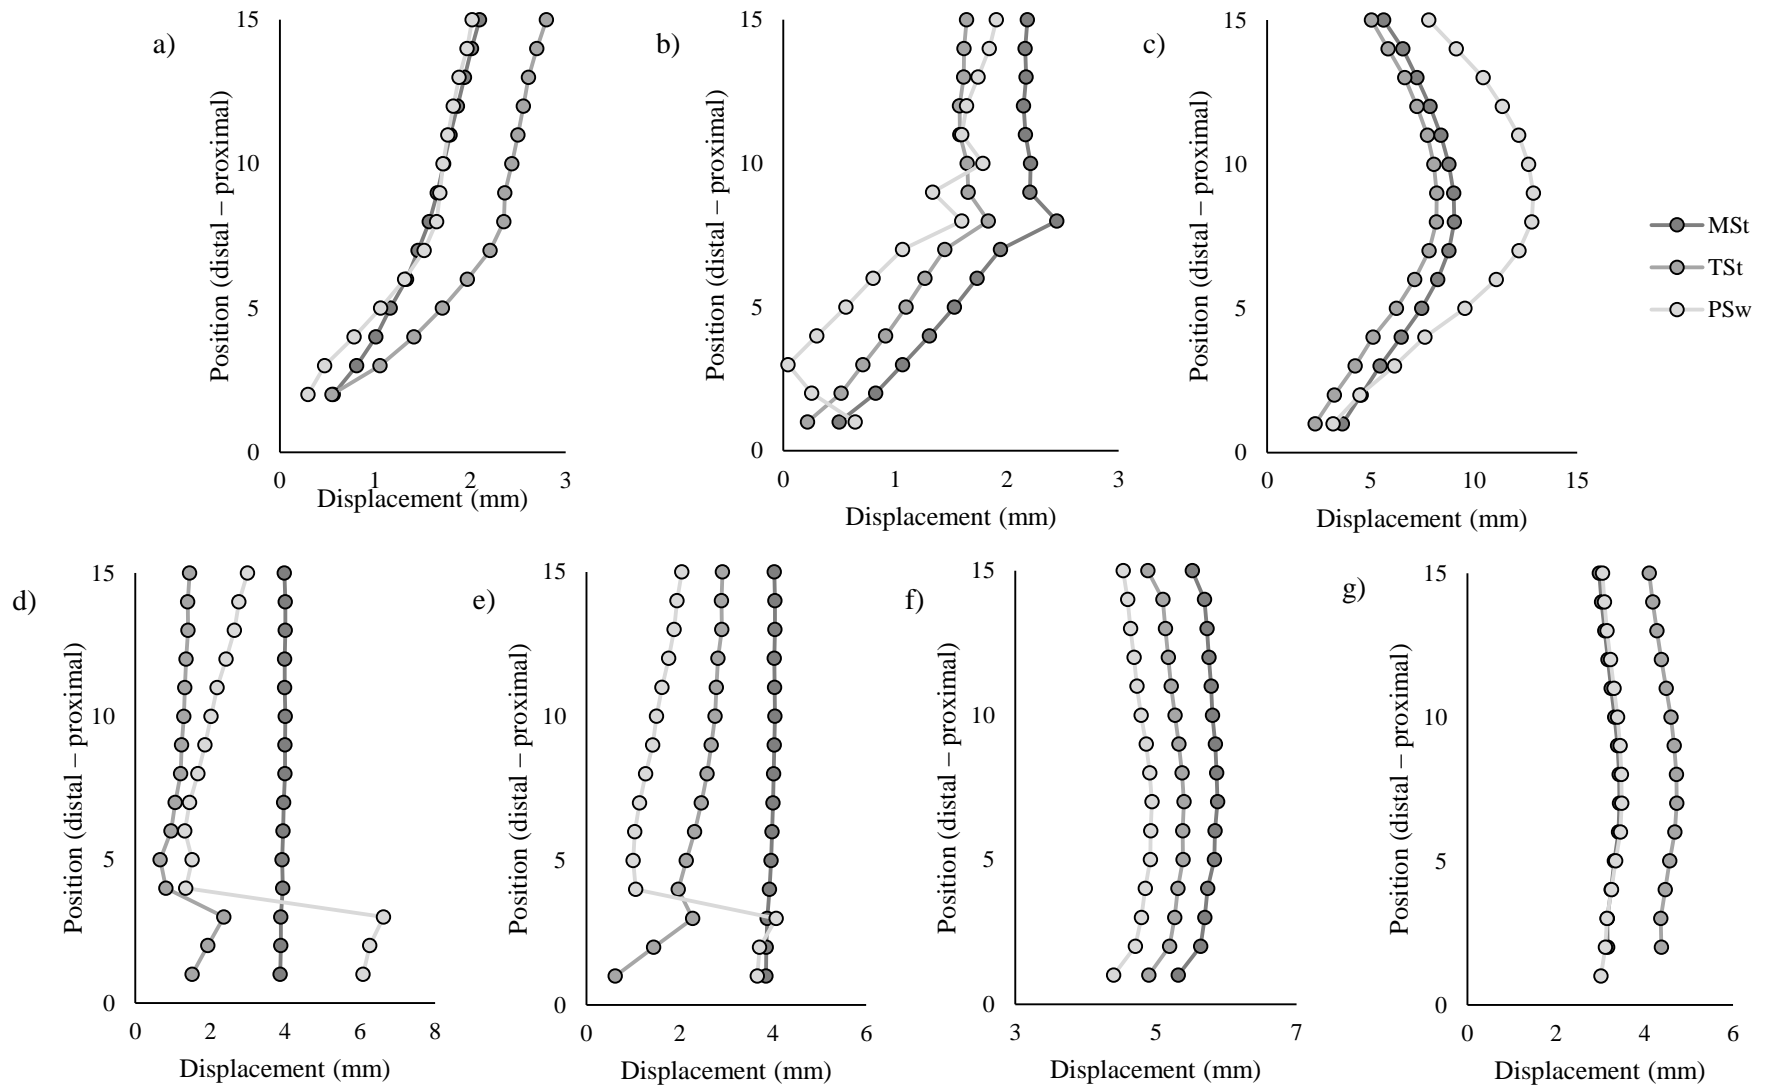 a)
15
10
5
0
Position (distal – proximal)
0 1 2 3
Displacement (mm)
b)
15
10
5
0
Position (distal – proximal)
0 1 2 3
Displacement (mm)
c)
15
10
5
0
Position (distal – proximal)
0 5 10 15
Displacement (mm)
MSt
TSt
PSw
d)
15
10
5
0
Position (distal – proximal)
0 2 4 6 8
Displacement (mm)
e)
15
10
5
0
Position (distal – proximal)
0 2 4 6
Displacement (mm)
f)
15
10
5
0
Position (distal – proximal)
3 5 7
Displacement (mm)
g)
15
10
5
0
Position (distal – proximal)
0 2 4 6
Displacement (mm)